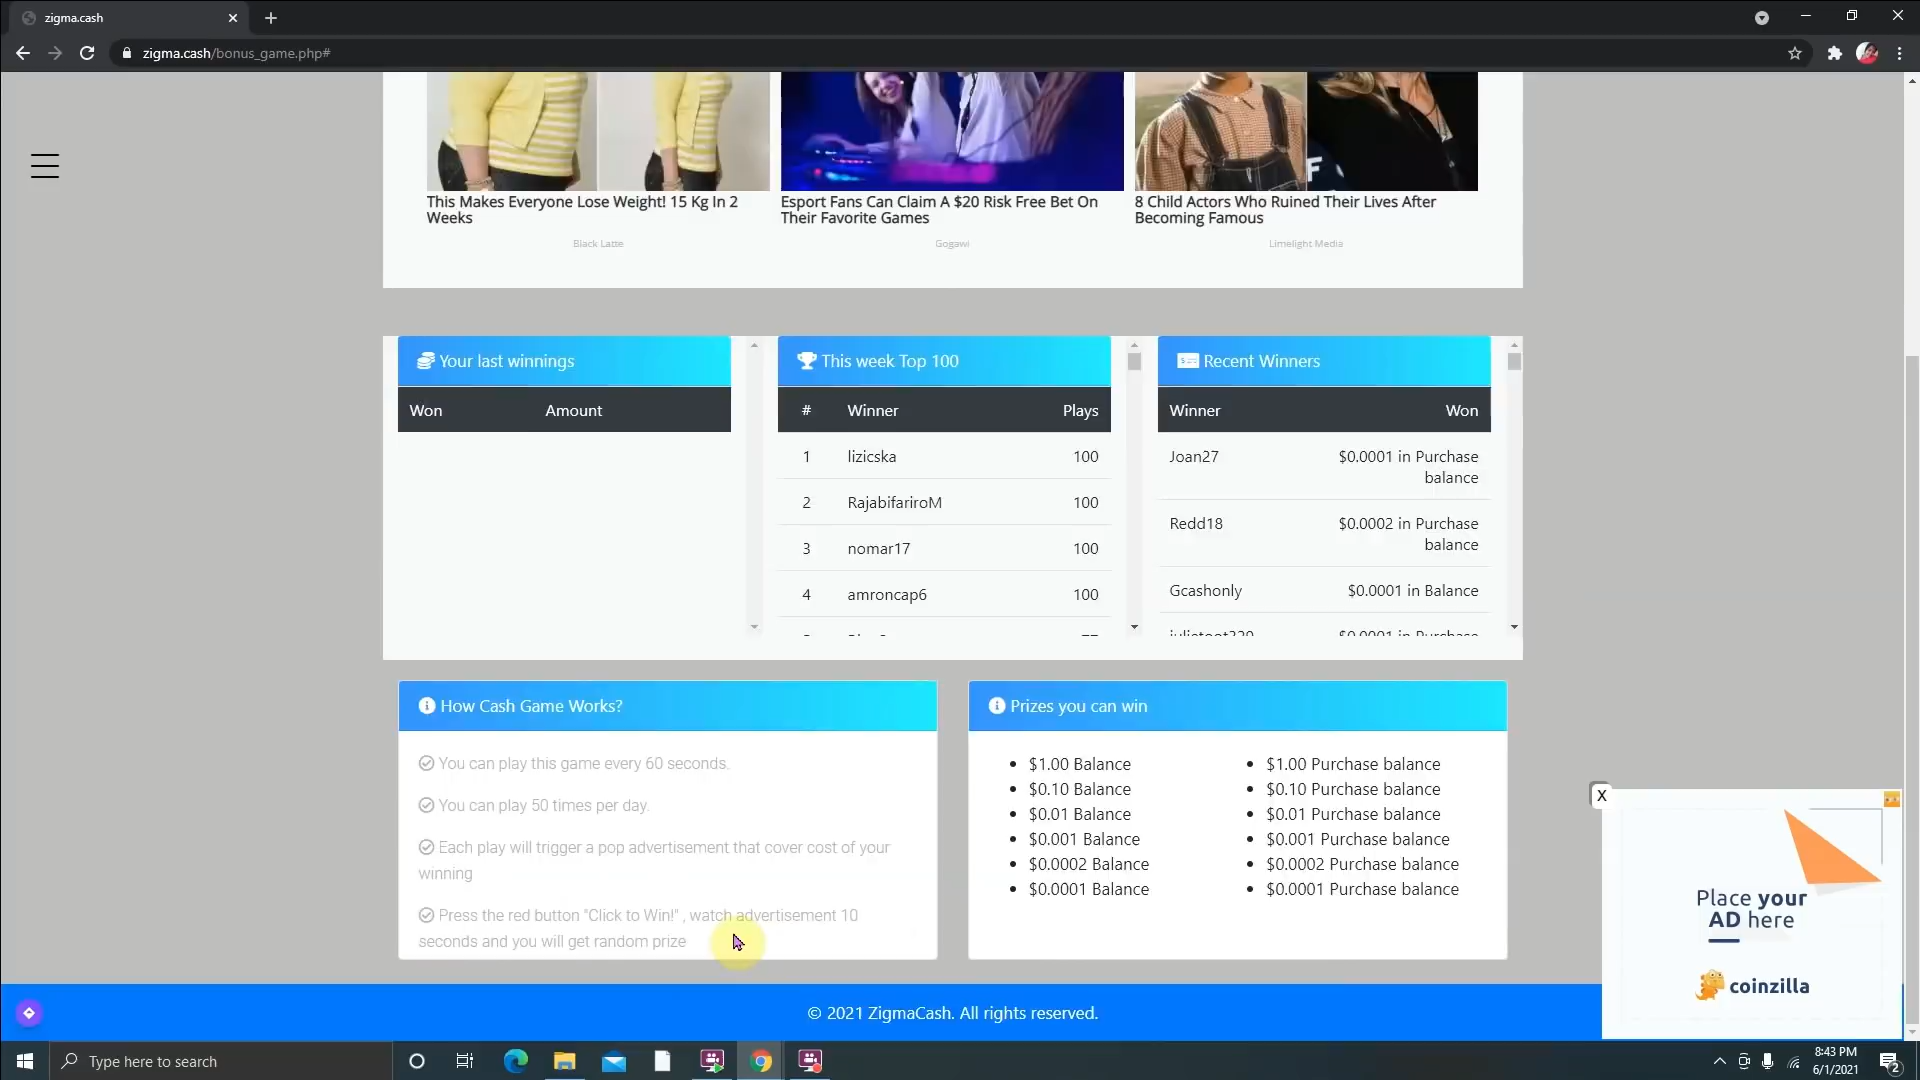 zigma.cash
zigma.cash/bonus_game.php#
This Makes Everyone Lose Weight! 15 Kg In 2
Weeks
Black Latte
Esport Fans Can Claim A $20 Risk Free Bet On
Their Favorite Games
Gogawi
8 Child Actors Who Ruined Their Lives After
Becoming Famous
Limelight Media
Your last winnings
Won Amount
This week Top 100
# Winner Plays
1 lizicska 100
2 RajabifariroM 100
3 nomar17 100
4 amroncap6 100
Recent Winners
Winner Won
Joan27 $0.0001 in Purchase
balance
Redd18 $0.0002 in Purchase
balance
Gcashonly $0.0001 in Balance
How Cash Game Works?
You can play this game every 60 seconds.
You can play 50 times per day.
Each play will trigger a pop advertisement that cover cost of your
winning
Press the red button "Click to Win!" , watch advertisement 10
seconds and you will get random prize
Prizes you can win
$1.00 Balance
$0.10 Balance
$0.01 Balance
$0.001 Balance
$0.0002 Balance
$0.0001 Balance
$1.00 Purchase balance
$0.10 Purchase balance
$0.01 Purchase balance
$0.001 Purchase balance
$0.0002 Purchase balance
$0.0001 Purchase balance
X
Place your
AD here
coinzilla
© 2021 ZigmaCash. All rights reserved.
Type here to search
8:43 PM
6/1/2021
2